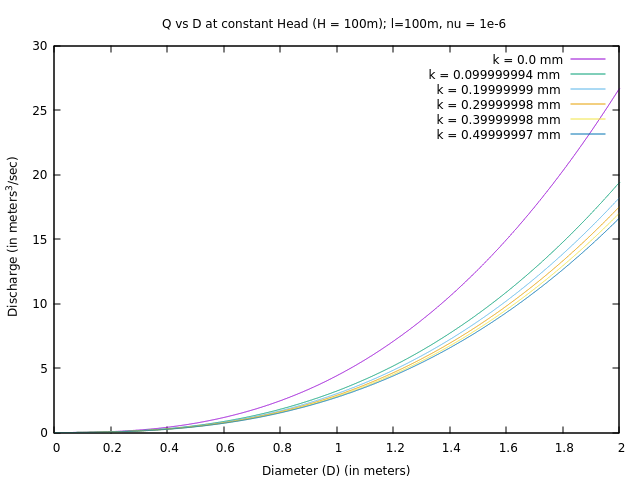 Q vs D at constant Head (H = 100m); l=100m, nu = 1e-6
30
25
20
15
10
5
0
Discharge (in meters³/sec)
k = 0.0 mm
k = 0.099999994 mm
k = 0.19999999 mm
k = 0.29999998 mm
k = 0.39999998 mm
k = 0.49999997 mm
0 0.2 0.4 0.6 0.8 1 1.2 1.4 1.6 1.8 2
Diameter (D) (in meters)